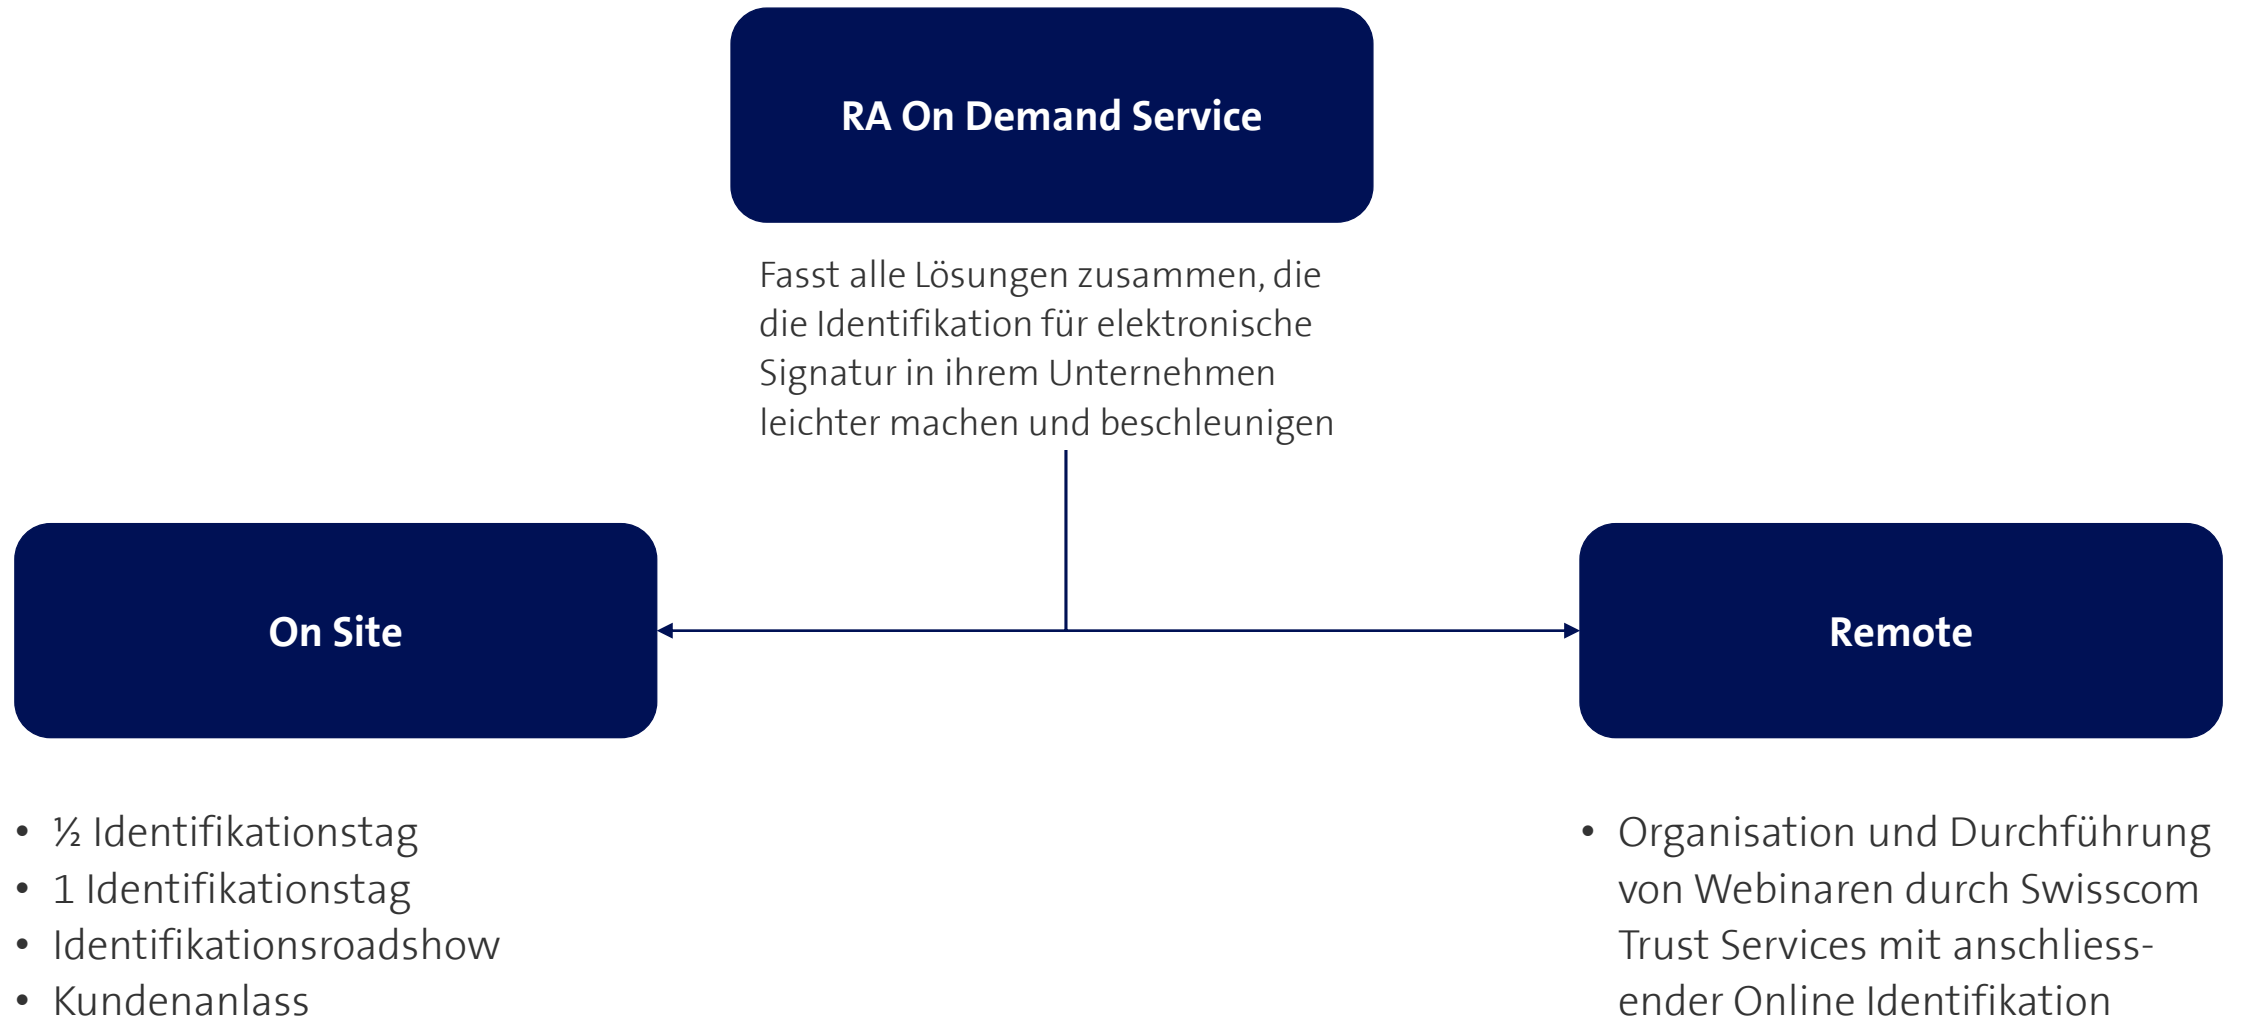 RA On Demand Service
Fasst alle Lösungen zusammen, die
die Identifikation für elektronische
Signatur in ihrem Unternehmen
leichter machen und beschleunigen
On Site
Remote
• ½ Identifikationstag
• 1 Identifikationstag
• Identifikationsroadshow
• Kundenanlass
• Organisation und Durchführung
von Webinaren durch Swisscom
Trust Services mit anschliess-
ender Online Identifikation